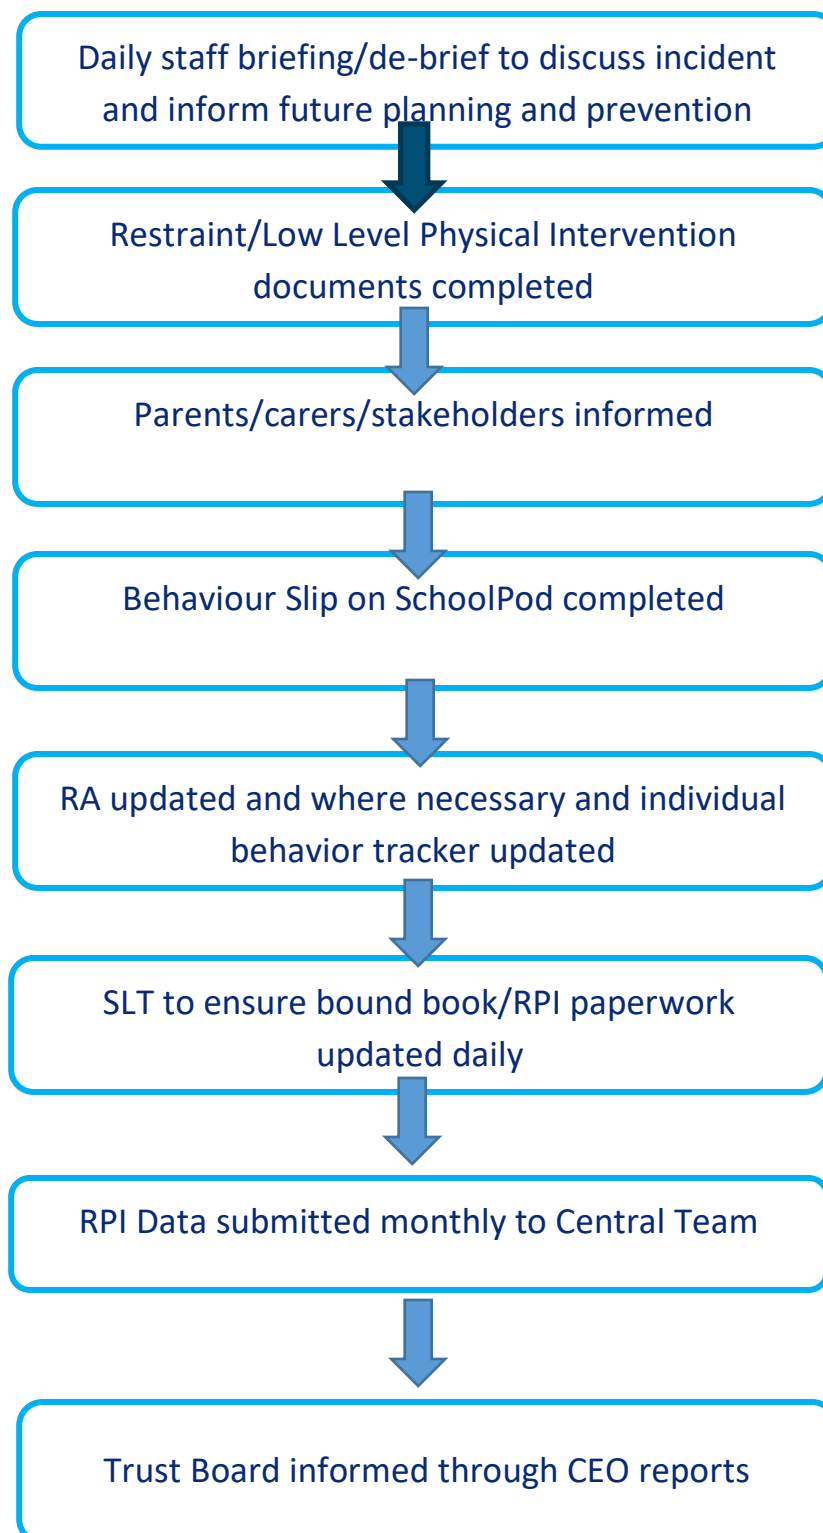 Daily staff briefing/de-brief to discuss incident
and inform future planning and prevention
Restraint/Low Level Physical Intervention
documents completed
Parents/carers/stakeholders informed
Behaviour Slip on SchoolPod completed
RA updated and where necessary and individual
behavior tracker updated
SLT to ensure bound book/RPI paperwork
updated daily
RPI Data submitted monthly to Central Team
Trust Board informed through CEO reports